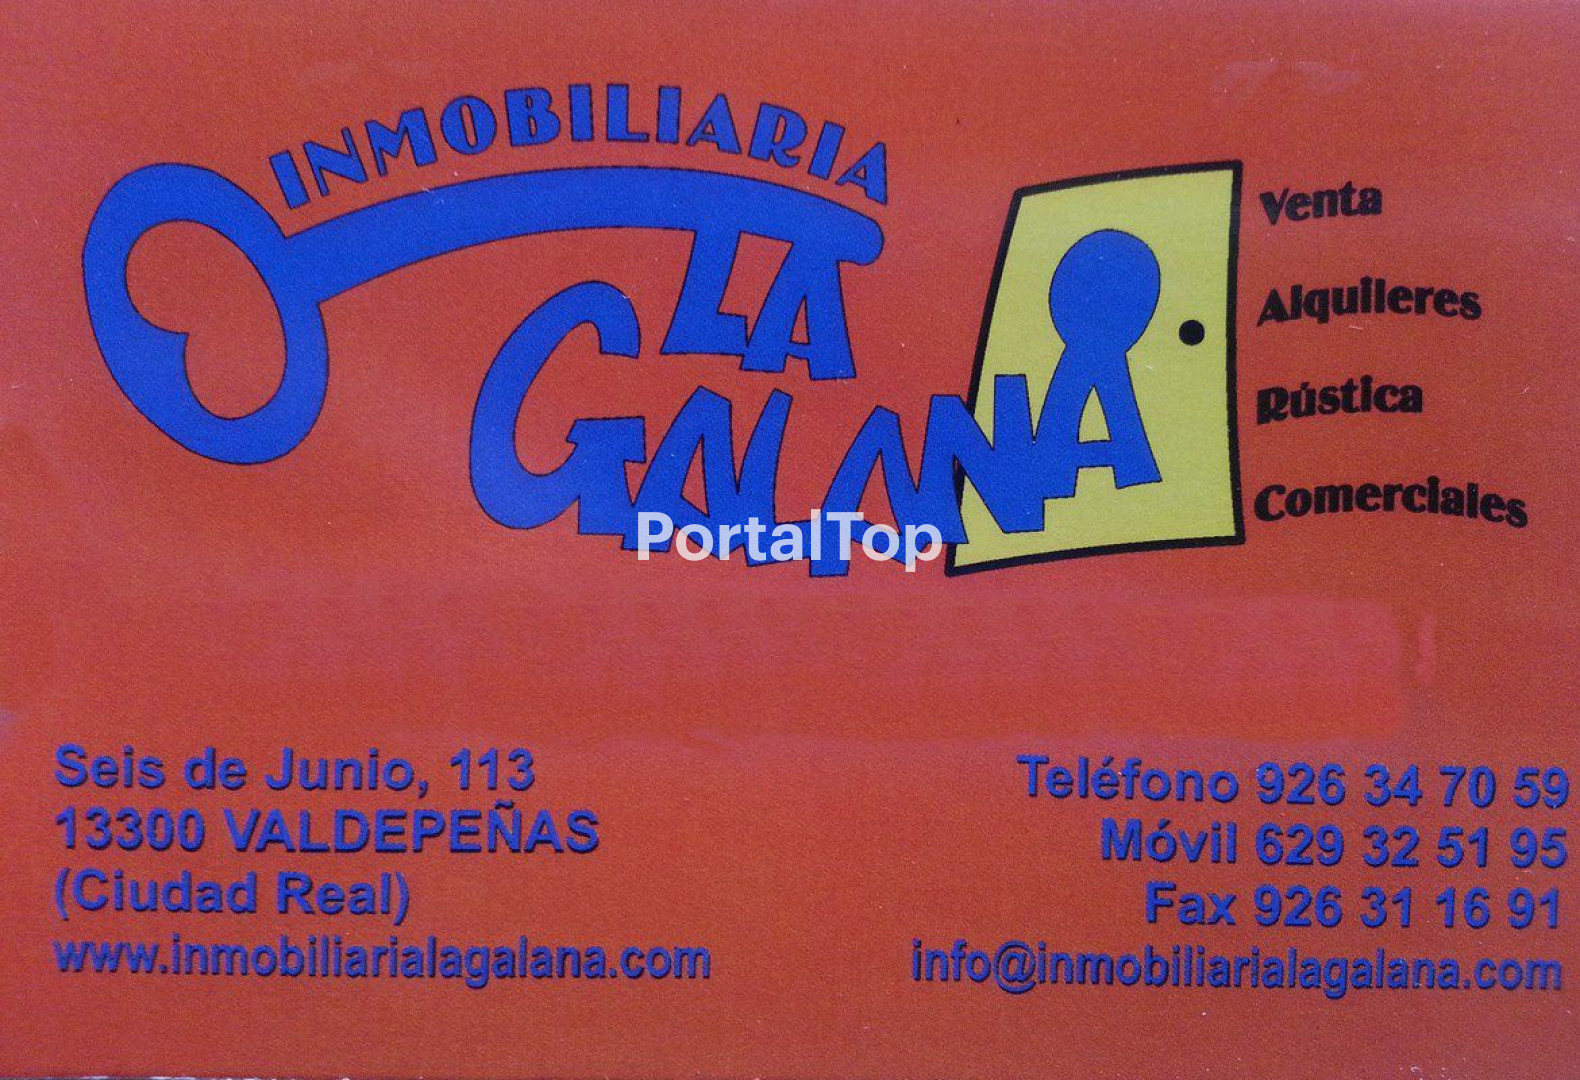 INMOBILIARIA
LA
GALANA
Venta
Alquileres
Rústica
Comerciales
PortalTop
Seis de Junio, 113
13300 VALDEPEÑAS
(Ciudad Real)
www.inmobiliarialagalana.com
Teléfono 926 34 70 59
Móvil 629 32 51 95
Fax 926 31 16 91
info@inmobiliarialagalana.com